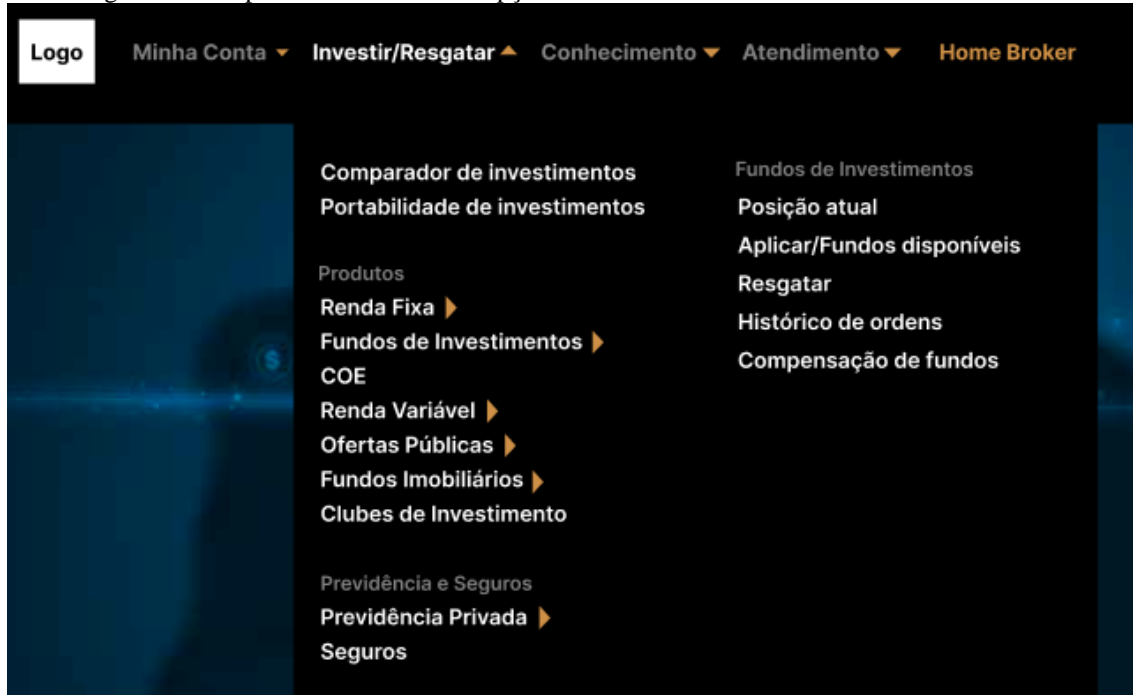 Logo
Minha Conta
Investir/Resgatar
Conhecimento
Atendimento
Home Broker
Comparador de investimentos
Portabilidade de investimentos
Produtos
Renda Fixa
Fundos de Investimentos
COE
Renda Variável
Ofertas Públicas
Fundos Imobiliários
Clubes de Investimento
Previdência e Seguros
Previdência Privada
Seguros
Fundos de Investimentos
Posição atual
Aplicar/Fundos disponíveis
Resgatar
Histórico de ordens
Compensação de fundos